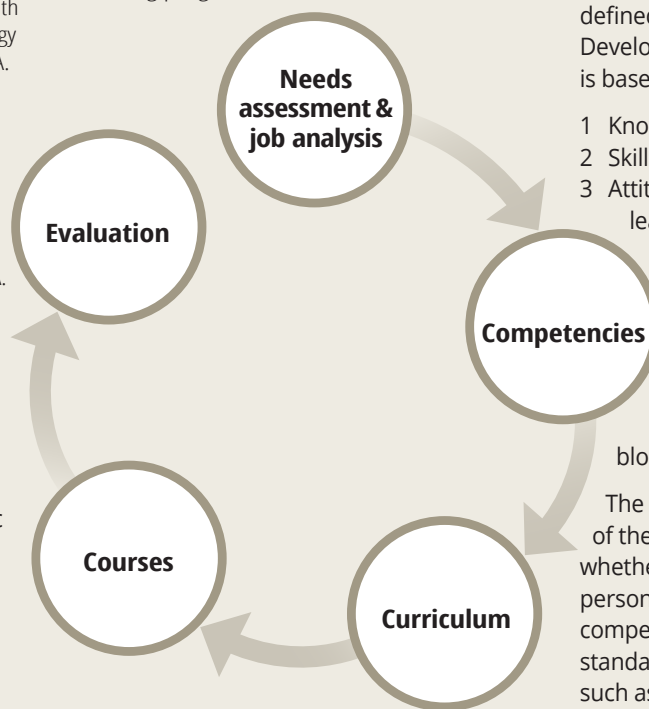 th
gy
A.
Needs
assessment &
job analysis
Evaluation
A.
Courses
Curriculum
Competencies
defined
Develo
is base
1 Kno
2 Skill
3 Attit
lea
blo
The
of the
whethe
person
compe
standa
such as